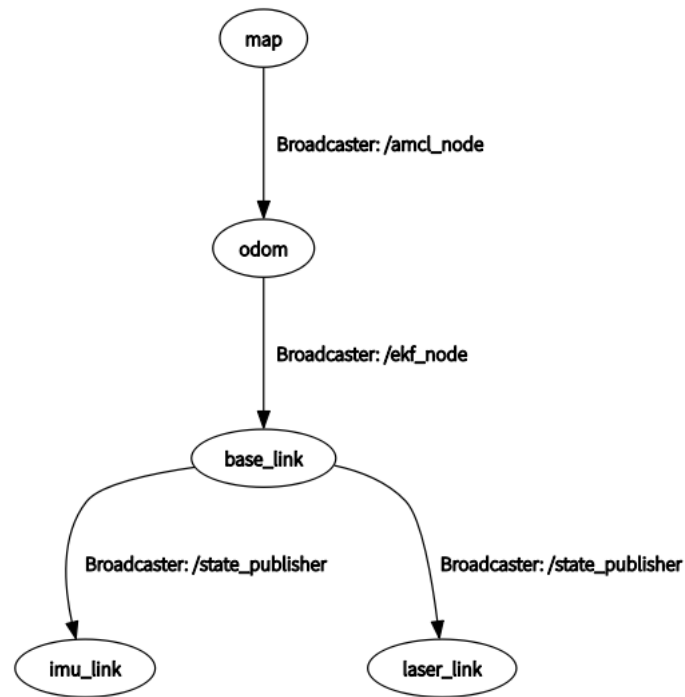 map
Broadcaster: /amcl_node
odom
Broadcaster: /ekf_node
base_link
Broadcaster: /state_publisher
Broadcaster: /state_publisher
imu_link
laser_link